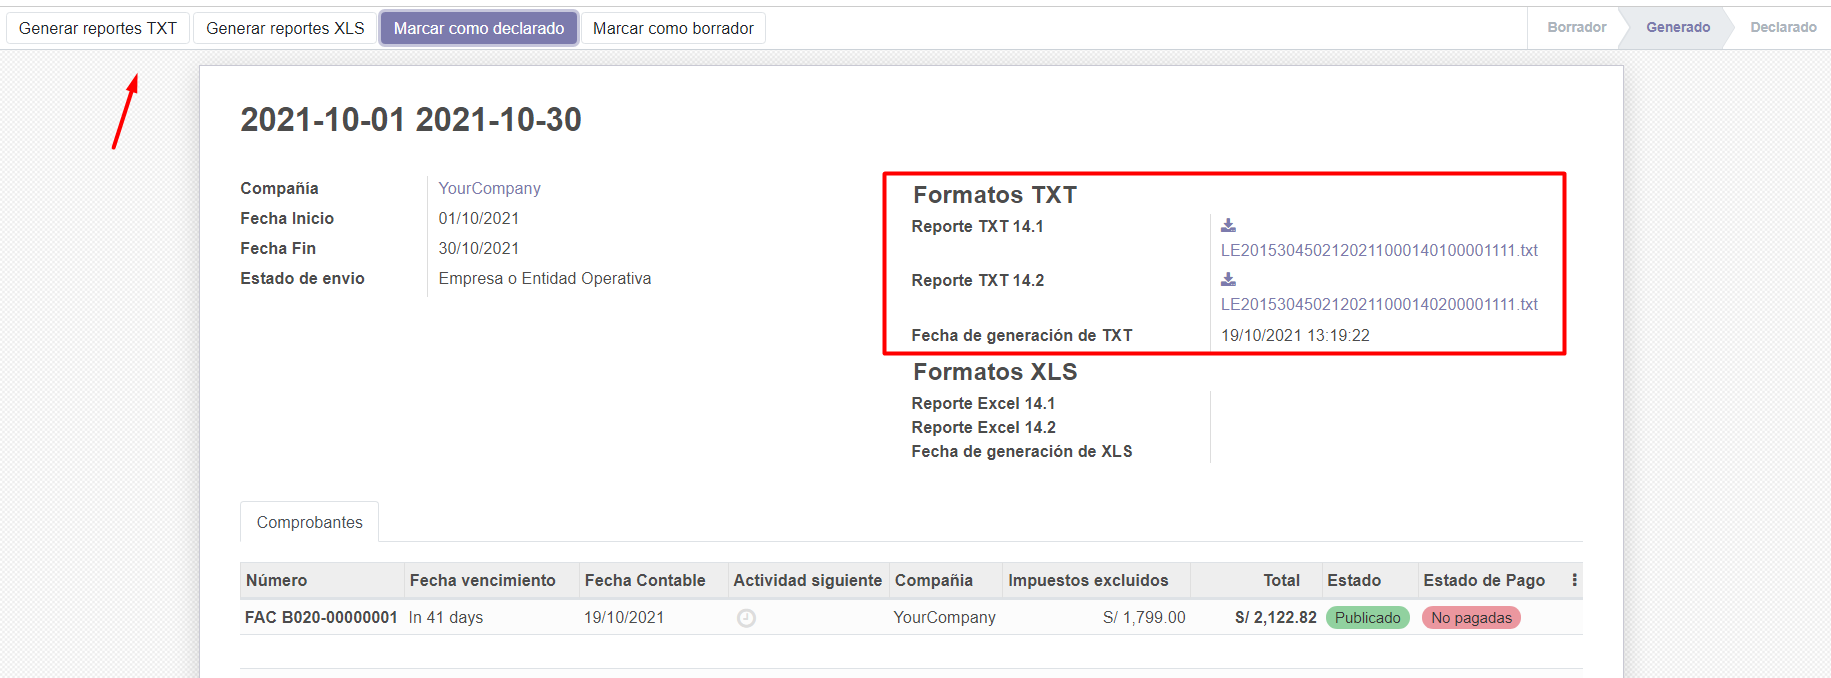 Generar reportes TXT Generar reportes XLS Marcar como declarado Marcar como borrador Borrador Generado Declarado
2021-10-01 2021-10-30
Compañía YourCompany
Fecha Inicio 01/10/2021
Fecha Fin 30/10/2021
Estado de envio Empresa o Entidad Operativa
Formatos TXT
Reporte TXT 14.1
LE2015304502120211000140100001111.txt
Reporte TXT 14.2
LE2015304502120211000140200001111.txt
Fecha de generación de TXT 19/10/2021 13:19:22
Formatos XLS
Reporte Excel 14.1
Reporte Excel 14.2
Fecha de generación de XLS
Comprobantes
Número Fecha vencimiento Fecha Contable Actividad siguiente Compañia Impuestos excluidos Total Estado Estado de Pago
FAC B020-00000001 In 41 days 19/10/2021 YourCompany S/ 1,799.00 S/ 2,122.82 Publicado No pagadas